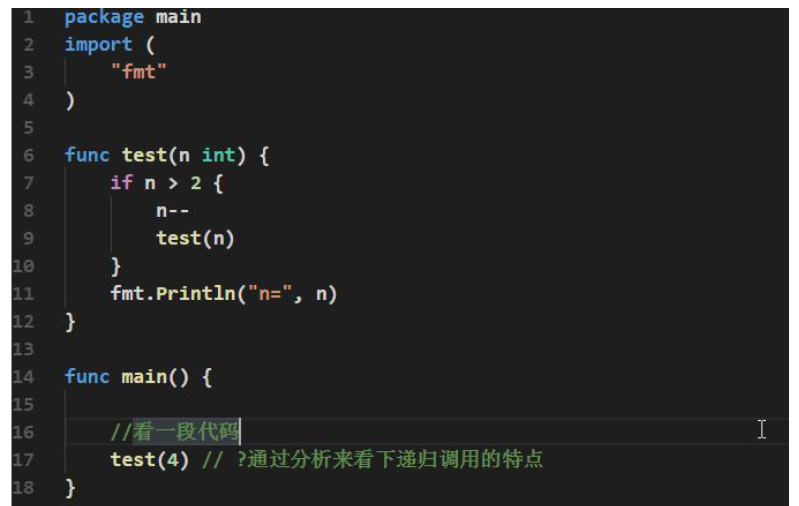 1 package main
2 import (
3 "fmt"
4 )
5
6 func test(n int) {
7 if n > 2 {
8 n--
9 test(n)
10 }
11 fmt.Println("n=", n)
12 }
13
14 func main() {
15
16 //看一段代码
17 test(4) // ?通过分析来看下递归调用的特点
18 }